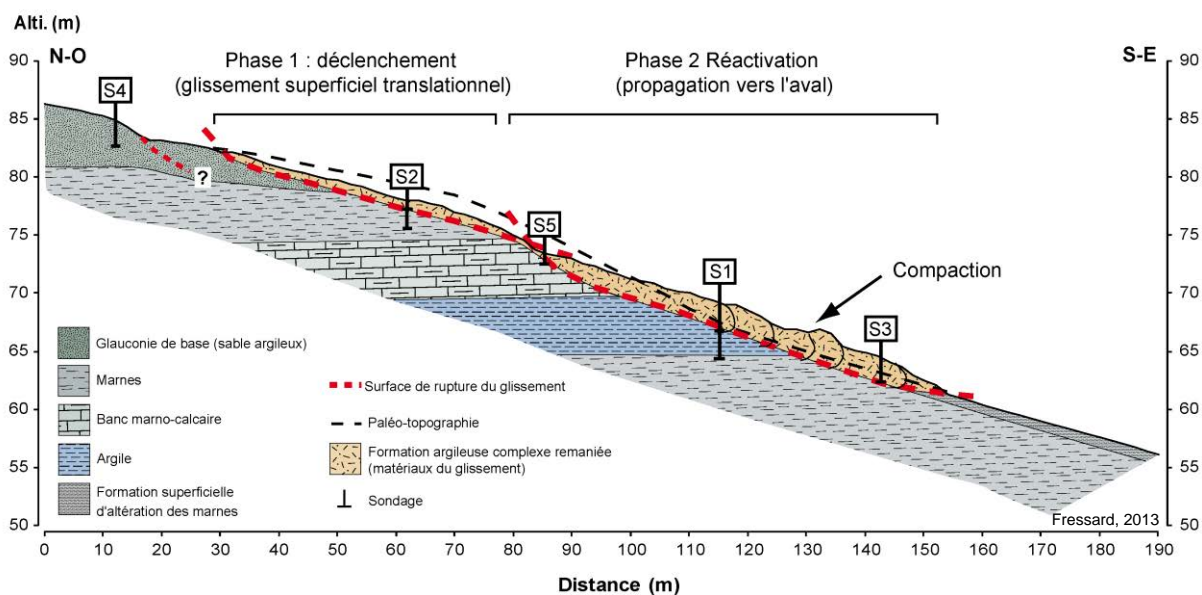 Alti. (m)
N-O
S-E
Phase 1 : déclenchement
(glissement superficiel translationnel)
Phase 2 Réactivation
(propagation vers l'aval)
90
85
80
75
70
65
60
55
50
90
85
80
75
70
65
60
55
50
S4
?
S2
S5
S1
S3
Compaction
Glauconie de base (sable argileux)
Marnes
Banc marno-calcaire
Argile
Formation superficielle
d'altération des marnes
Surface de rupture du glissement
Paléo-topographie
Formation argileuse complexe remaniée
(matériaux du glissement)
Sondage
Fressard, 2013
0 10 20 30 40 50 60 70 80 90 100 110 120 130 140 150 160 170 180 190
Distance (m)